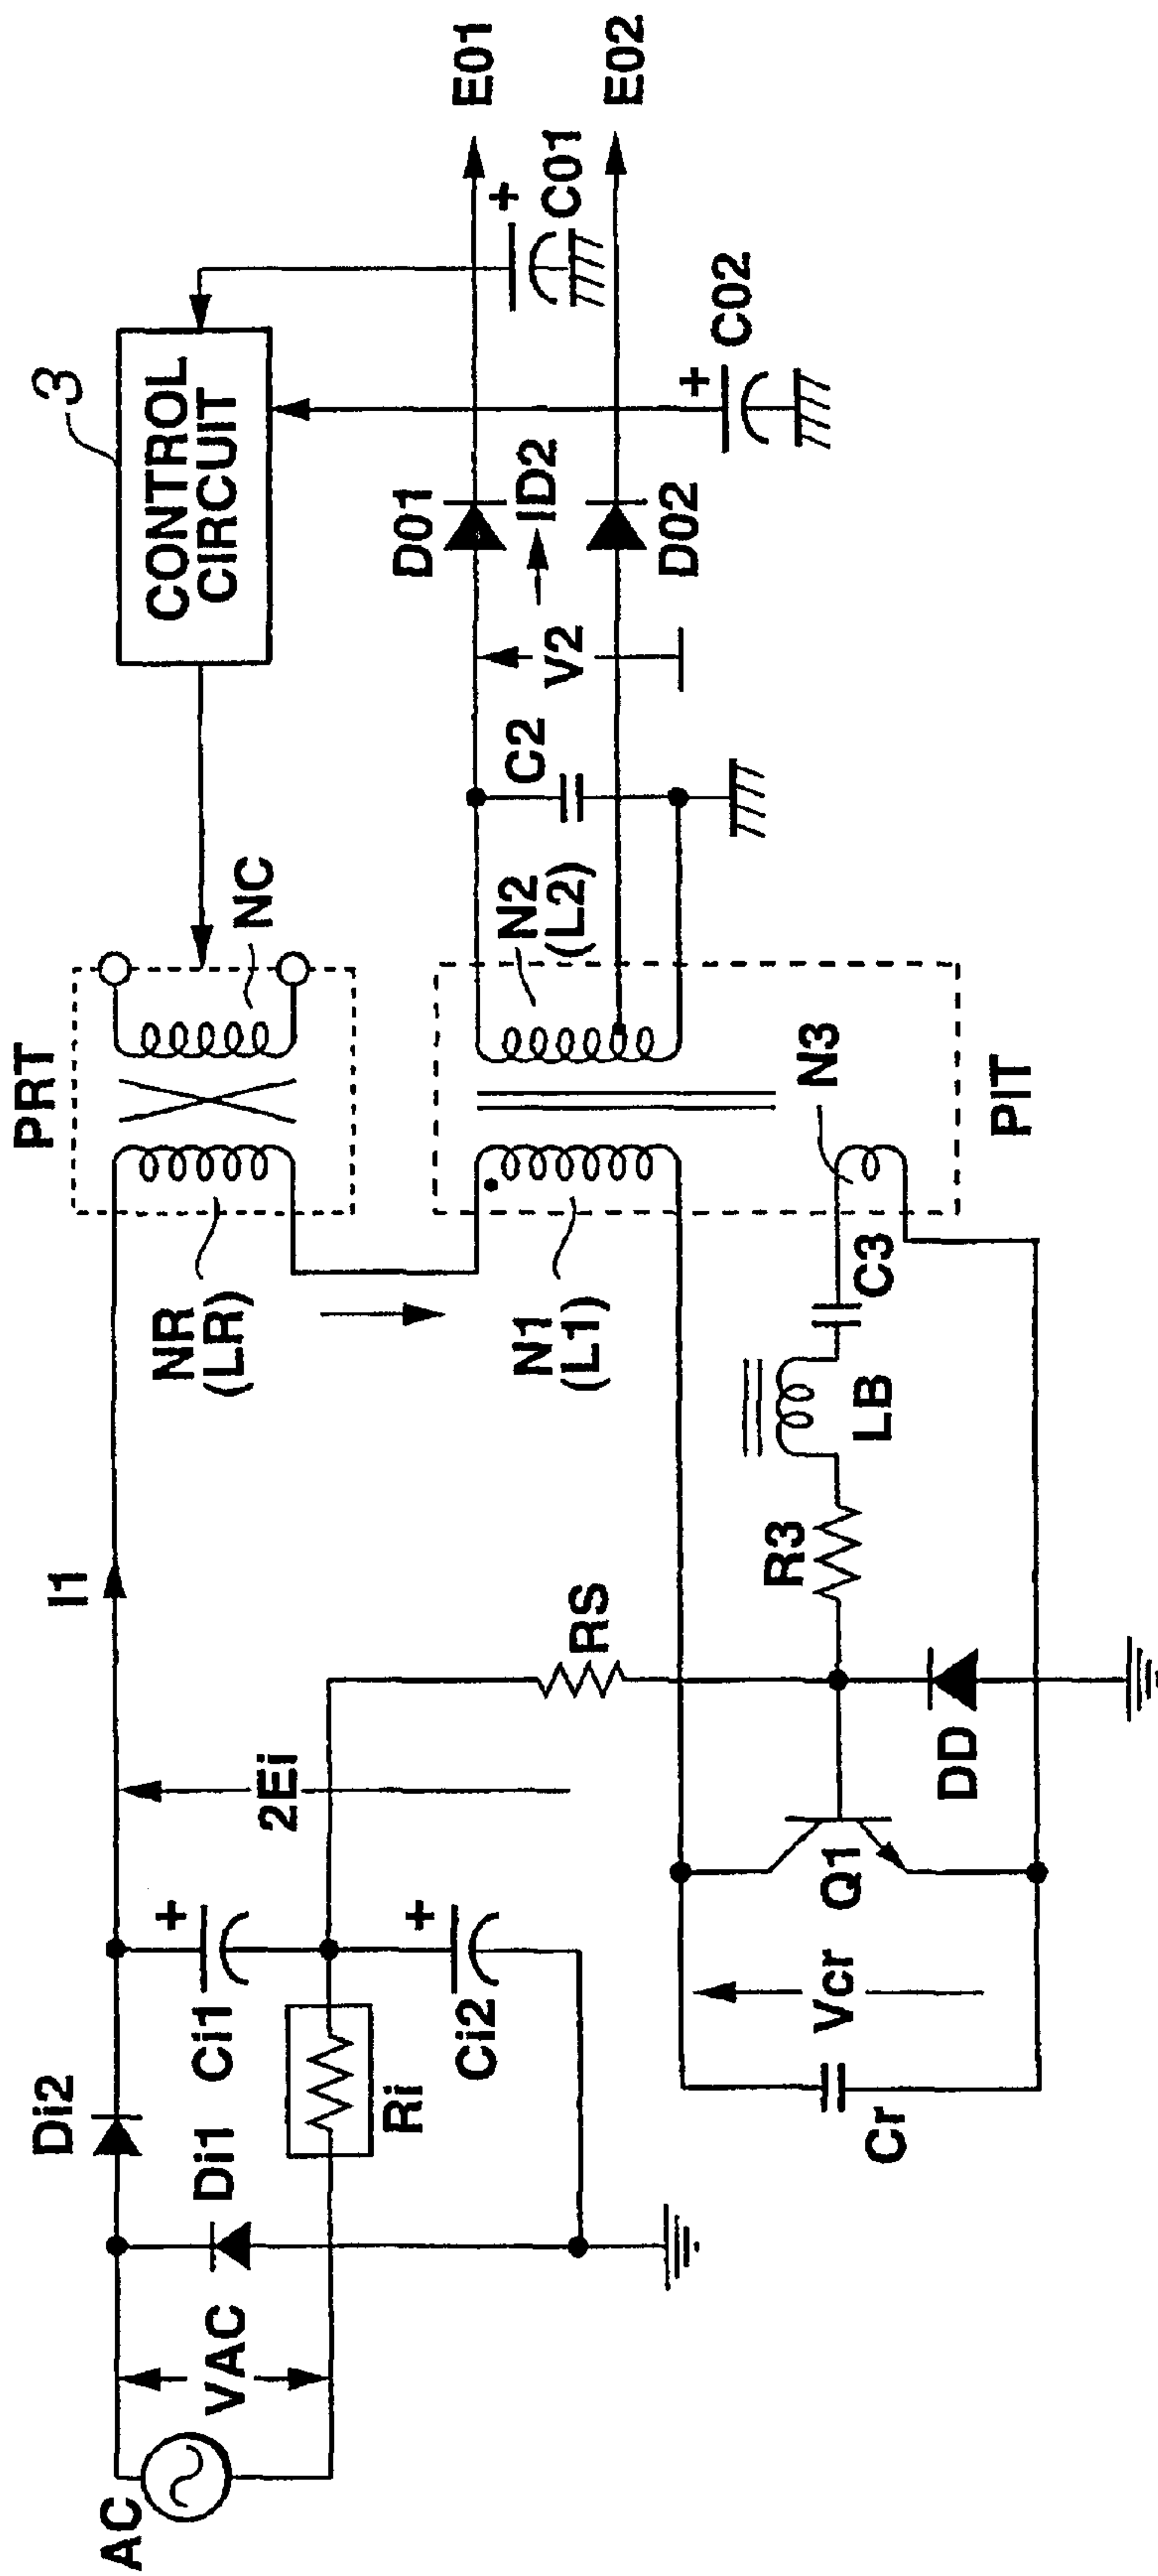 AC
VAC
Di2
Di1
Ri
Ci1
+
Ci2
+
2Ei
I1
RS
Cr
Vcr
Q1
DD
R3
LB
C3
N3
NR
(LR)
N1
(L1)
PRT
NC
PIT
N2
(L2)
C2
V2
ID2
D01
D02
3
CONTROL
CIRCUIT
+
C01
+
C02
E01
E02